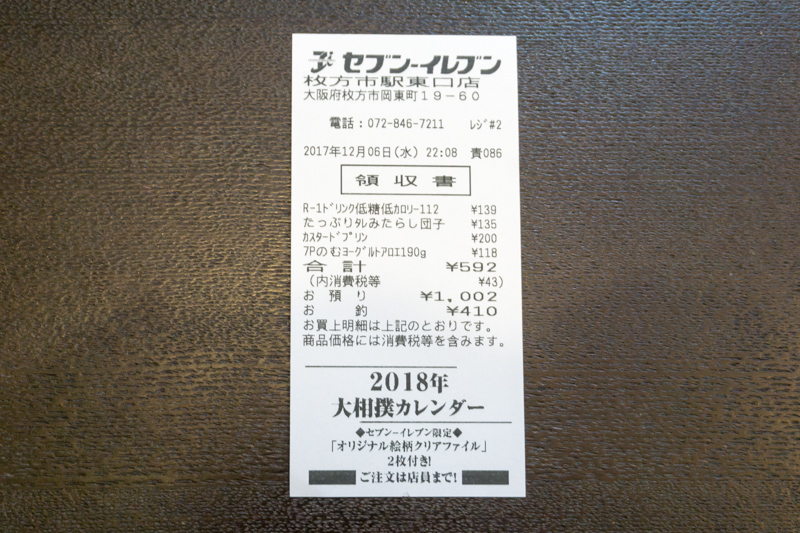 セブン-イレブン
枚方市駅東口店
大阪府枚方市岡東町19-60
電話:072-846-7211 レジ#2
2017年12月06日(水) 22:08 責086
領収書
R-1ドリンク低糖低カロリー112 ¥139
たっぷりタレみたらし団子 ¥135
カスタードプリン ¥200
7Pのむヨーグルトアロエ190g ¥118
合計 ¥592
(内消費税等 ¥43)
お預り ¥1,002
お釣 ¥410
お買上明細は上記のとおりです。
商品価格には消費税等を含みます。
2018年
大相撲カレンダー
◆セブン-イレブン限定◆
「オリジナル絵柄クリアファイル」
2枚付き!
ご注文は店員まで!